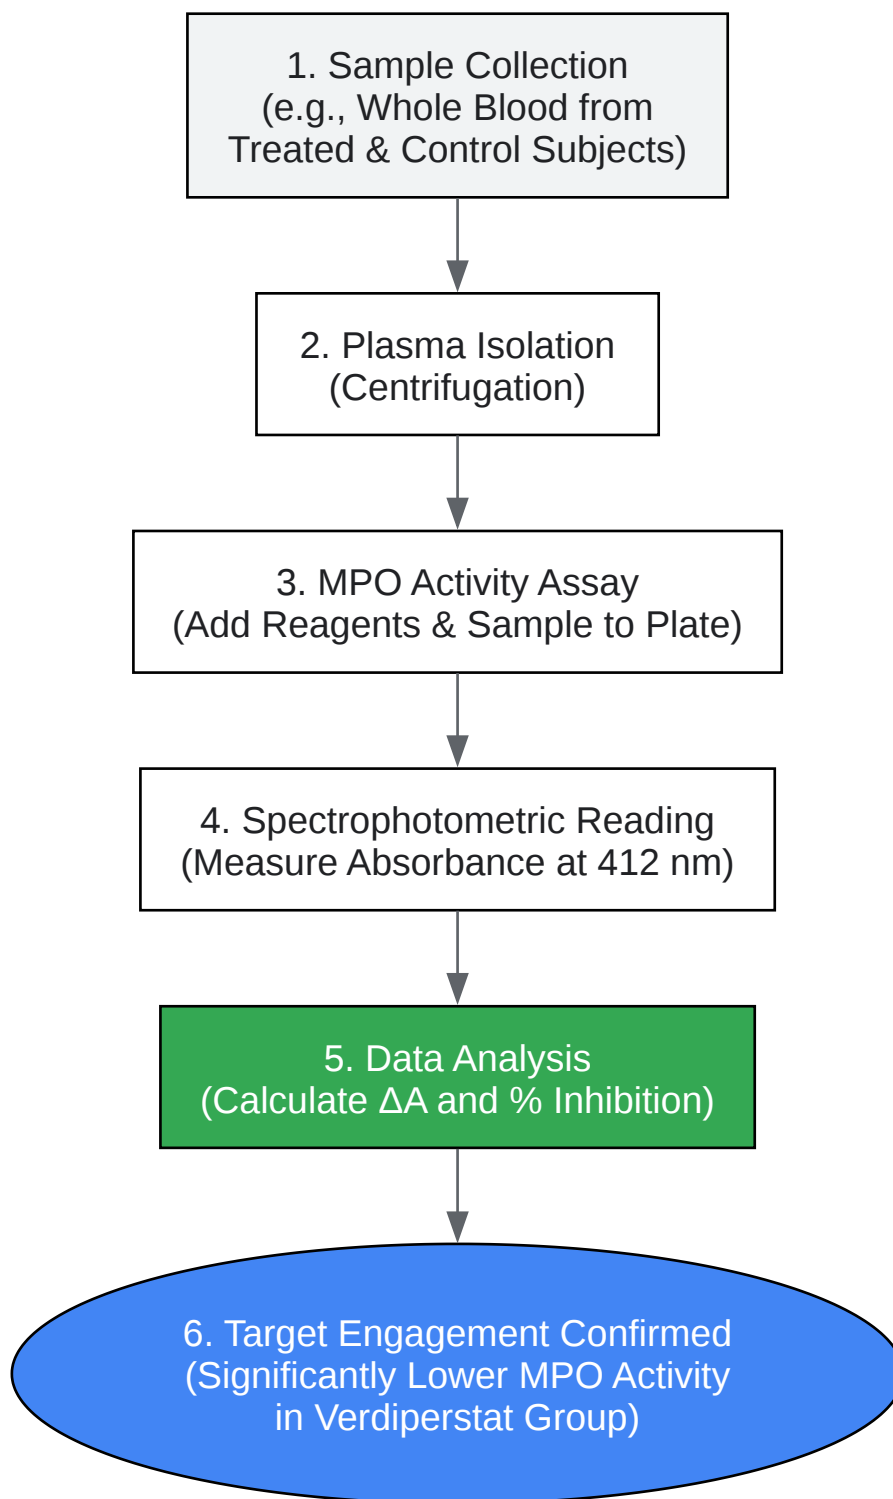 1. Sample Collection
(e.g., Whole Blood from
Treated & Control Subjects)
2. Plasma Isolation
(Centrifugation)
3. MPO Activity Assay
(Add Reagents & Sample to Plate)
4. Spectrophotometric Reading
(Measure Absorbance at 412 nm)
5. Data Analysis
(Calculate ΔA and % Inhibition)
6. Target Engagement Confirmed
(Significantly Lower MPO Activity
in Verdiperstat Group)